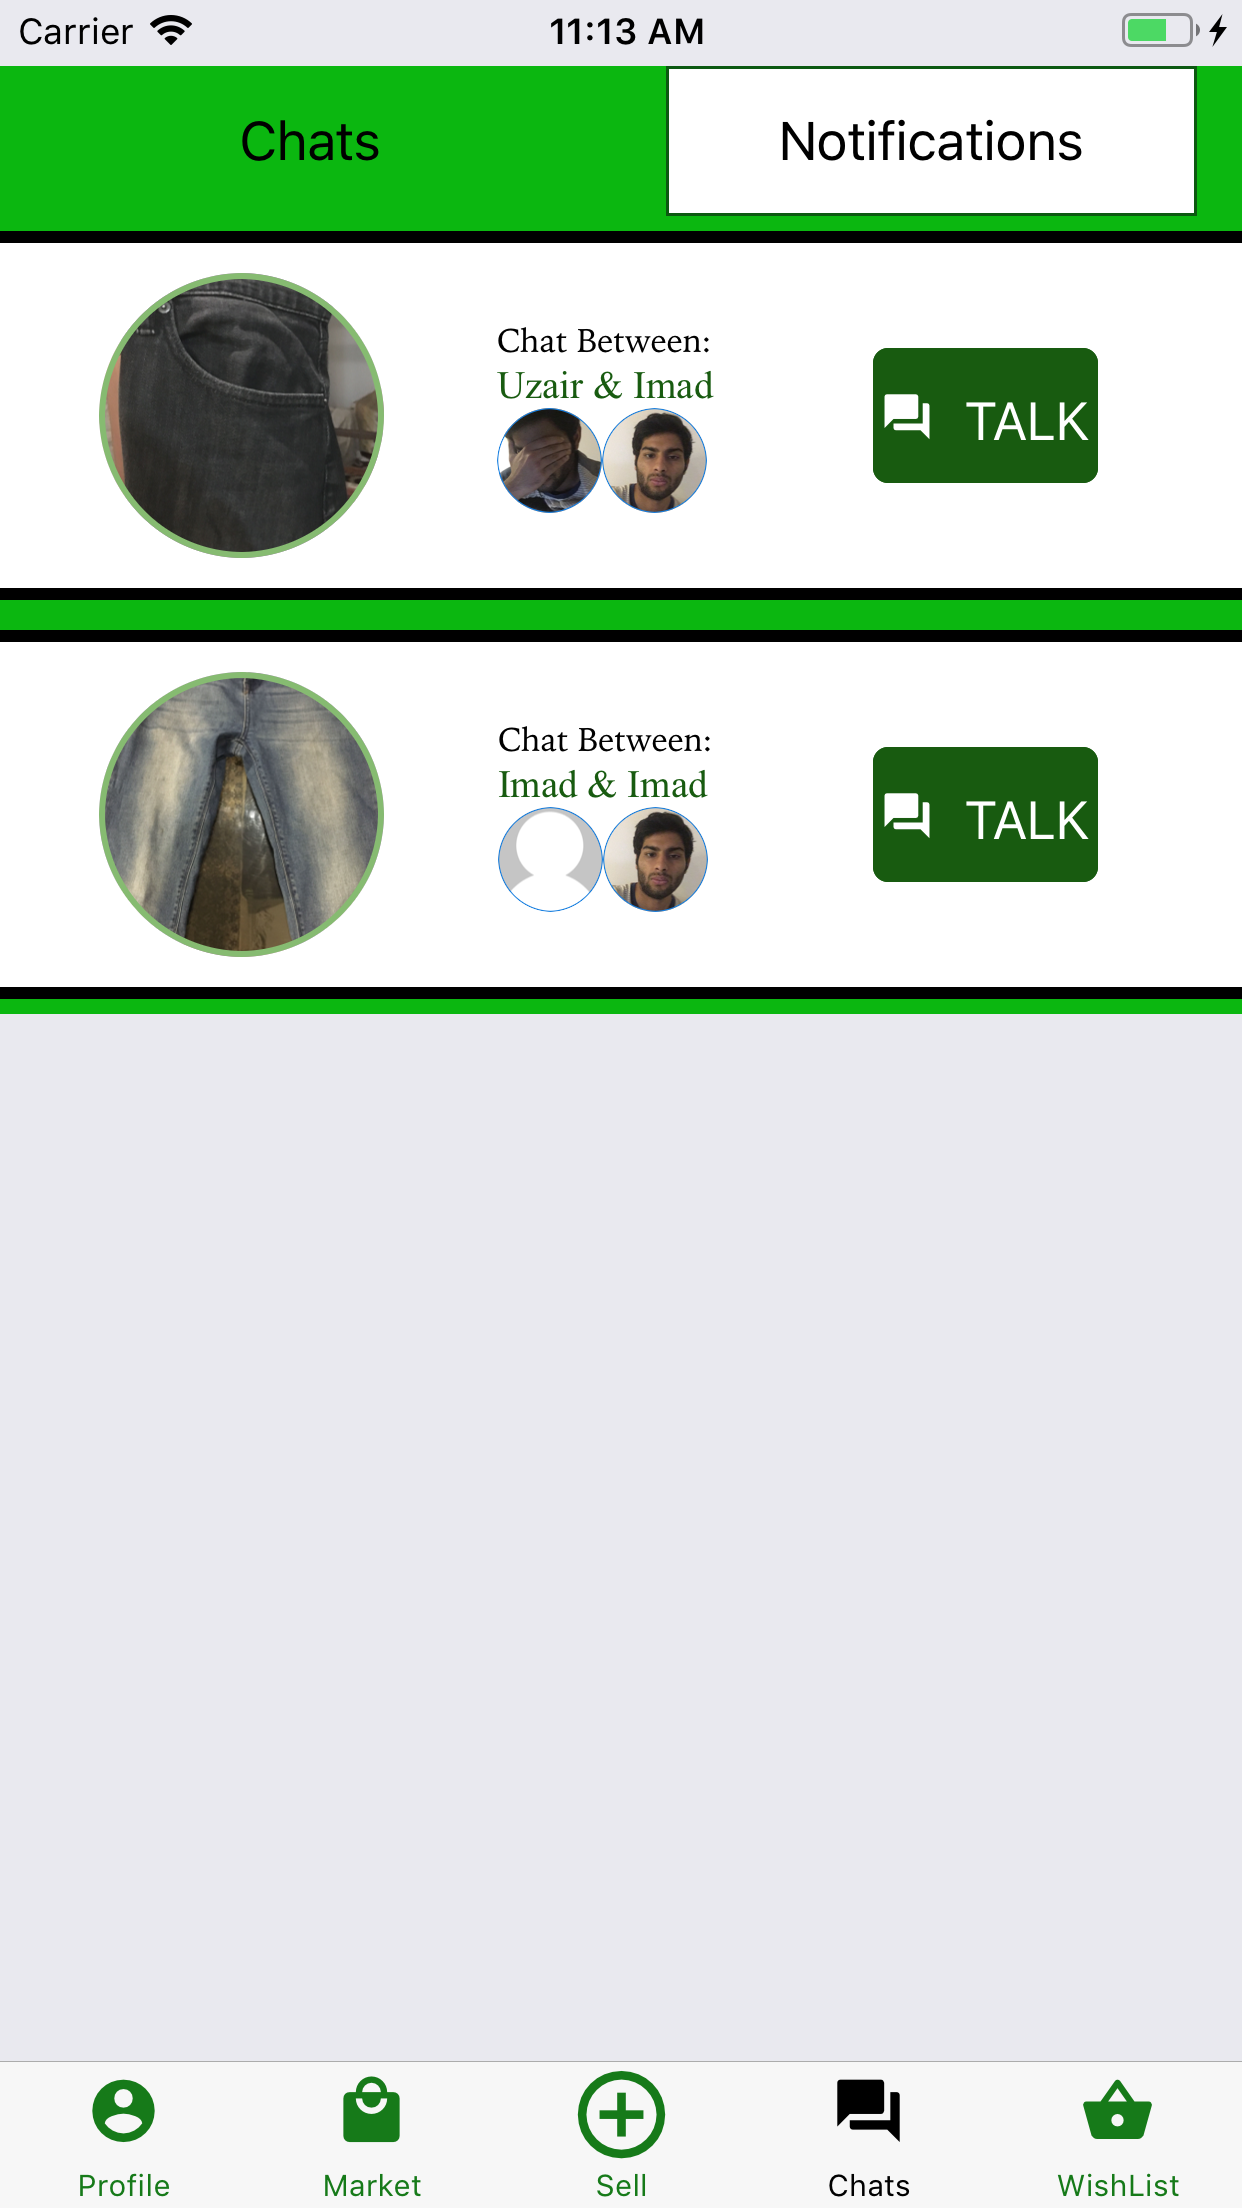 Carrier 11:13 AM
Chats Notifications
Chat Between:
Uzair & Imad
TALK
Chat Between:
Imad & Imad
TALK
Profile Market Sell Chats WishList